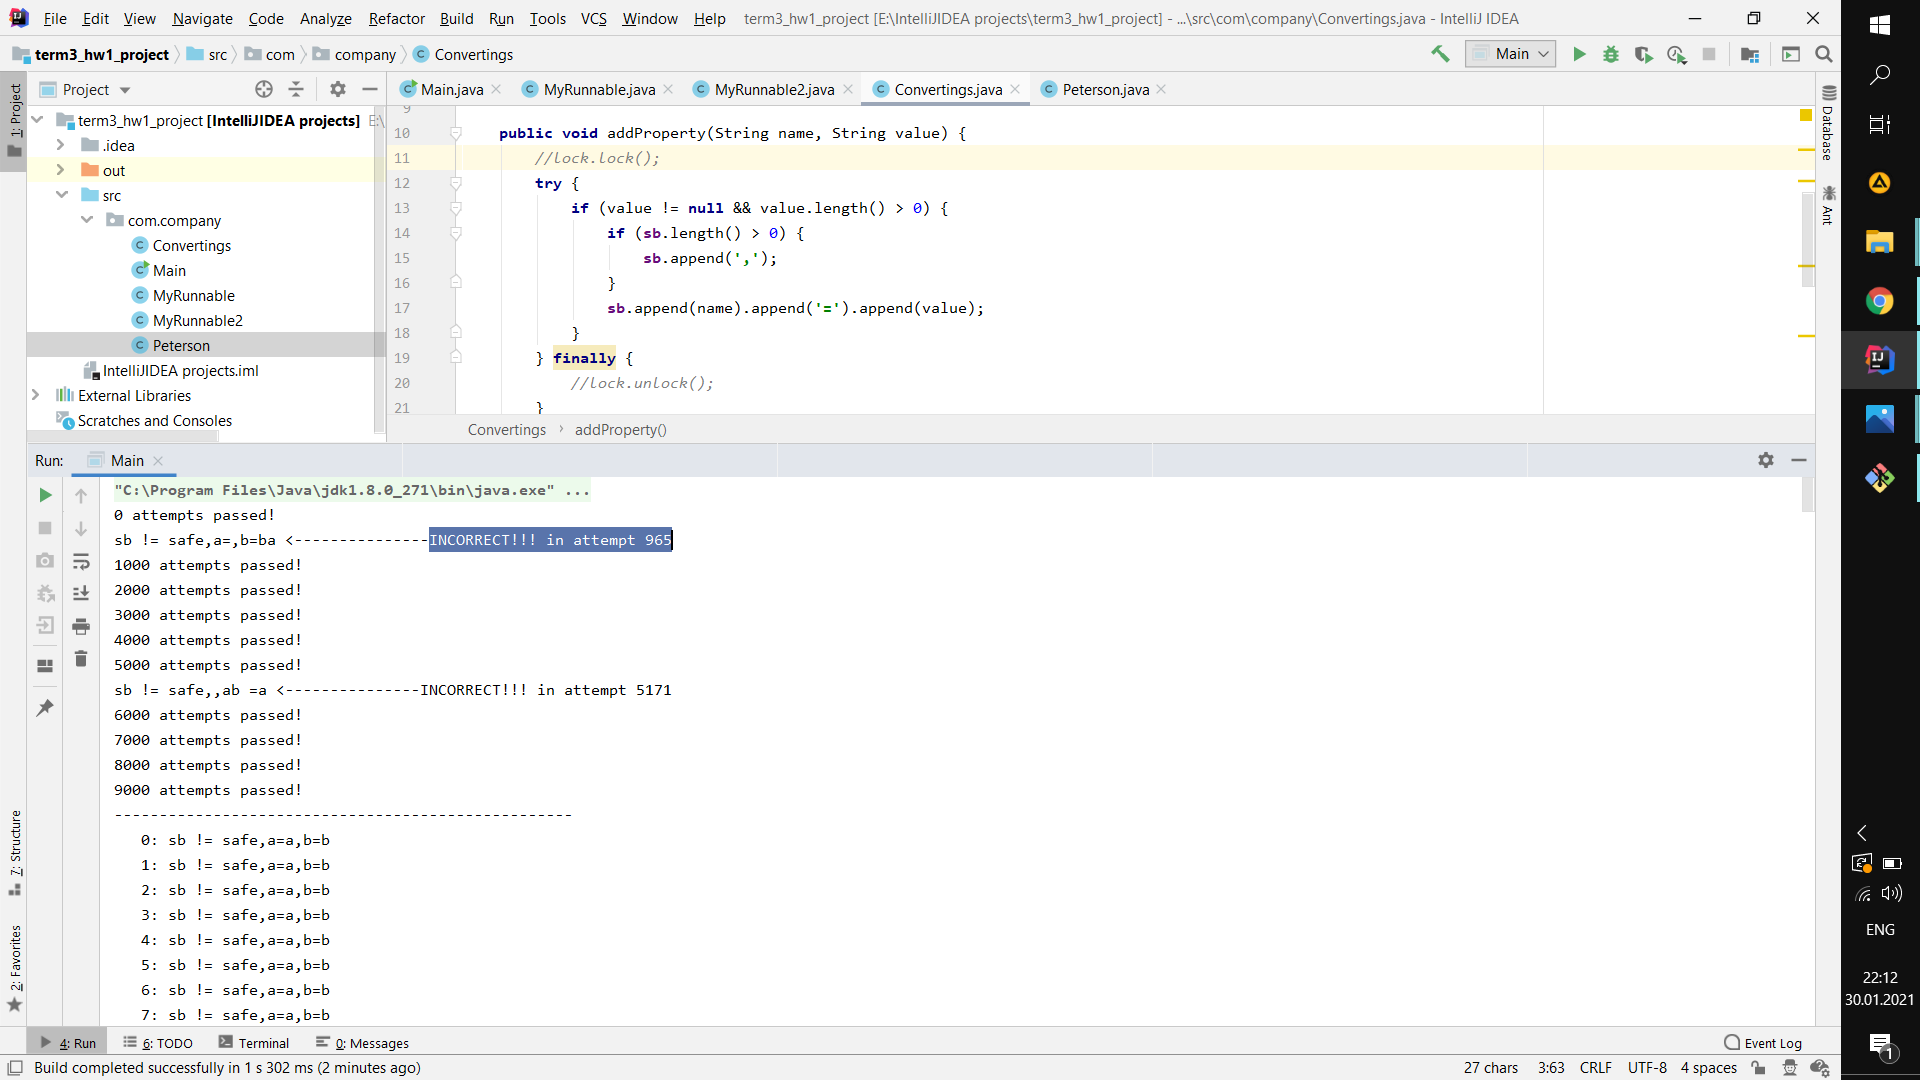 File Edit View Navigate Code Analyze Refactor Build Run Tools VCS Window Help term3_hw1_project [E:\IntelliJIDEA projects\term3_hw1_project] - ...\src\com\company\Convertings.java - IntelliJ IDEA
term3_hw1_project src com company Convertings Main
1: Project
Project
Main.java MyRunnable.java MyRunnable2.java Convertings.java Peterson.java
term3_hw1_project [IntelliJIDEA projects] E:\
.idea
out
src
com.company
Convertings
Main
MyRunnable
MyRunnable2
Peterson
IntelliJIDEA projects.iml
External Libraries
Scratches and Consoles
9
10 public void addProperty(String name, String value) {
11 //lock.lock();
12 try {
13 if (value != null && value.length() > 0) {
14 if (sb.length() > 0) {
15 sb.append(',');
16 }
17 sb.append(name).append('=').append(value);
18 }
19 } finally {
20 //lock.unlock();
21 }
Convertings addProperty()
Database
Ant
Run: Main
"C:\Program Files\Java\jdk1.8.0_271\bin\java.exe" ...
0 attempts passed!
sb != safe,a=,b=ba <---------------INCORRECT!!! in attempt 965
1000 attempts passed!
2000 attempts passed!
3000 attempts passed!
4000 attempts passed!
5000 attempts passed!
sb != safe,,ab =a <---------------INCORRECT!!! in attempt 5171
6000 attempts passed!
7000 attempts passed!
8000 attempts passed!
9000 attempts passed!
---------------------------------------------------
0: sb != safe,a=a,b=b
1: sb != safe,a=a,b=b
2: sb != safe,a=a,b=b
3: sb != safe,a=a,b=b
4: sb != safe,a=a,b=b
5: sb != safe,a=a,b=b
6: sb != safe,a=a,b=b
7: sb != safe,a=a,b=b
7: Structure
2: Favorites
4: Run 6: TODO Terminal 0: Messages Event Log
Build completed successfully in 1 s 302 ms (2 minutes ago) 27 chars 3:63 CRLF UTF-8 4 spaces
ENG
22:12
30.01.2021
1